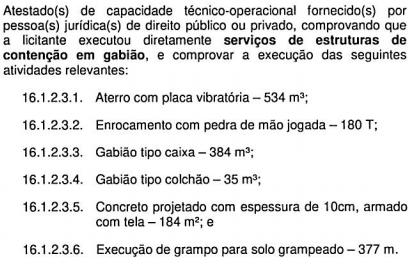 Atestado(s) de capacidade técnico-operacional fornecido(s) por
pessoa(s) jurídica(s) de direito público ou privado, comprovando que
a licitante executou diretamente serviços de estruturas de
contenção em gabião, e comprovar a execução das seguintes
atividades relevantes:
16.1.2.3.1. Aterro com placa vibratória – 534 m³;
16.1.2.3.2. Enrocamento com pedra de mão jogada – 180 T;
16.1.2.3.3. Gabião tipo caixa – 384 m³;
16.1.2.3.4. Gabião tipo colchão – 35 m³;
16.1.2.3.5. Concreto projetado com espessura de 10cm, armado
com tela – 184 m²; e
16.1.2.3.6. Execução de grampo para solo grampeado – 377 m.